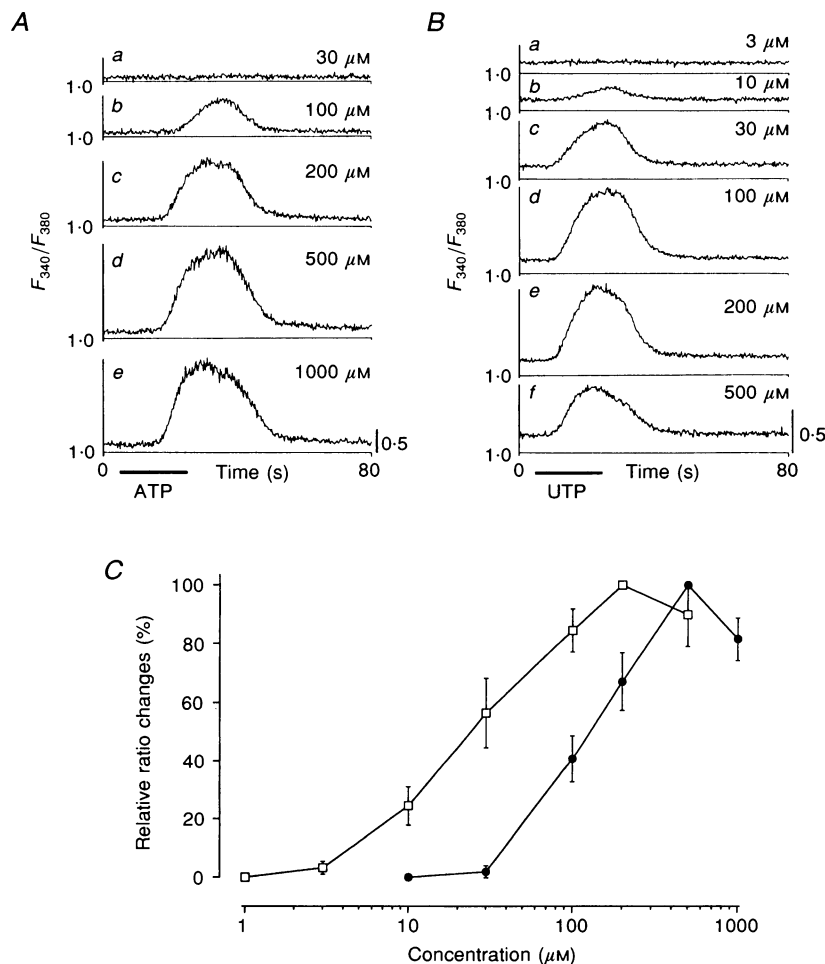 A
a
30 μM
1·0
b
100 μM
1·0
c
200 μM
1·0
d
500 μM
1·0
e
1000 μM
1·0
0·5
0
Time (s)
80
ATP
F340/F380
B
a
3 μM
1·0
b
10 μM
1·0
c
30 μM
1·0
d
100 μM
1·0
e
200 μM
1·0
f
500 μM
1·0
0·5
0
Time (s)
80
UTP
F340/F380
C
100
80
60
40
20
0
Relative ratio changes (%)
1
10
100
1000
Concentration (μM)